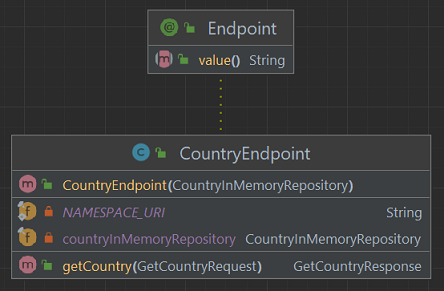 @ Endpoint
m value() String
C CountryEndpoint
m CountryEndpoint(CountryInMemoryRepository)
f NAMESPACE_URI String
f countryInMemoryRepository CountryInMemoryRepository
m getCountry(GetCountryRequest) GetCountryResponse